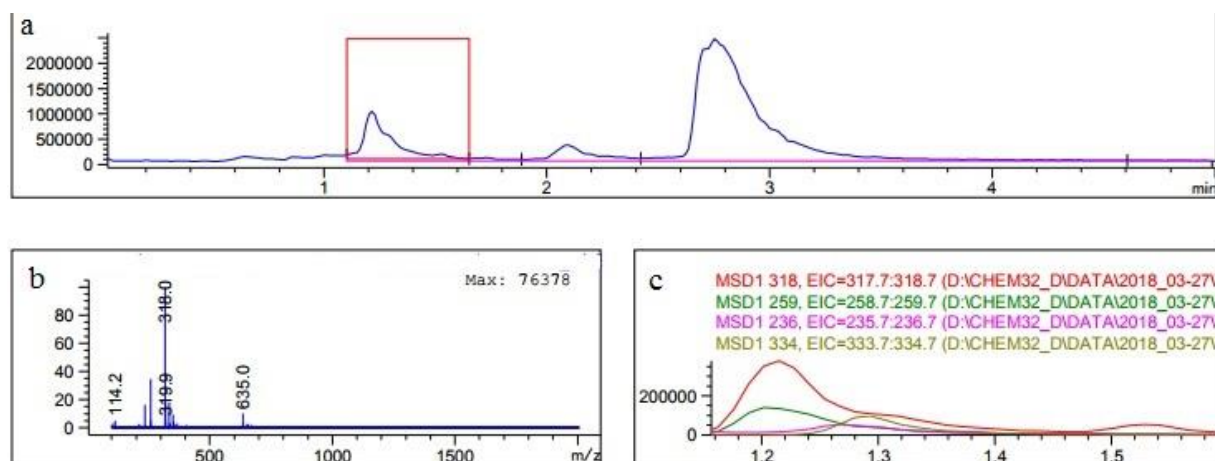 a
2000000
1500000
1000000
500000
0
1 2 3 4 min
b
Max: 76378
80
60
40
20
0
114.2
318.0
319.9
635.0
500 1000 1500 m/z
c
MSD1 318, EIC=317.7:318.7 (D:\CHEM32_D\DATA\2018_03-27\
MSD1 259, EIC=258.7:259.7 (D:\CHEM32_D\DATA\2018_03-27\
MSD1 236, EIC=235.7:236.7 (D:\CHEM32_D\DATA\2018_03-27\
MSD1 334, EIC=333.7:334.7 (D:\CHEM32_D\DATA\2018_03-27\
200000
0
1.2 1.3 1.4 1.5